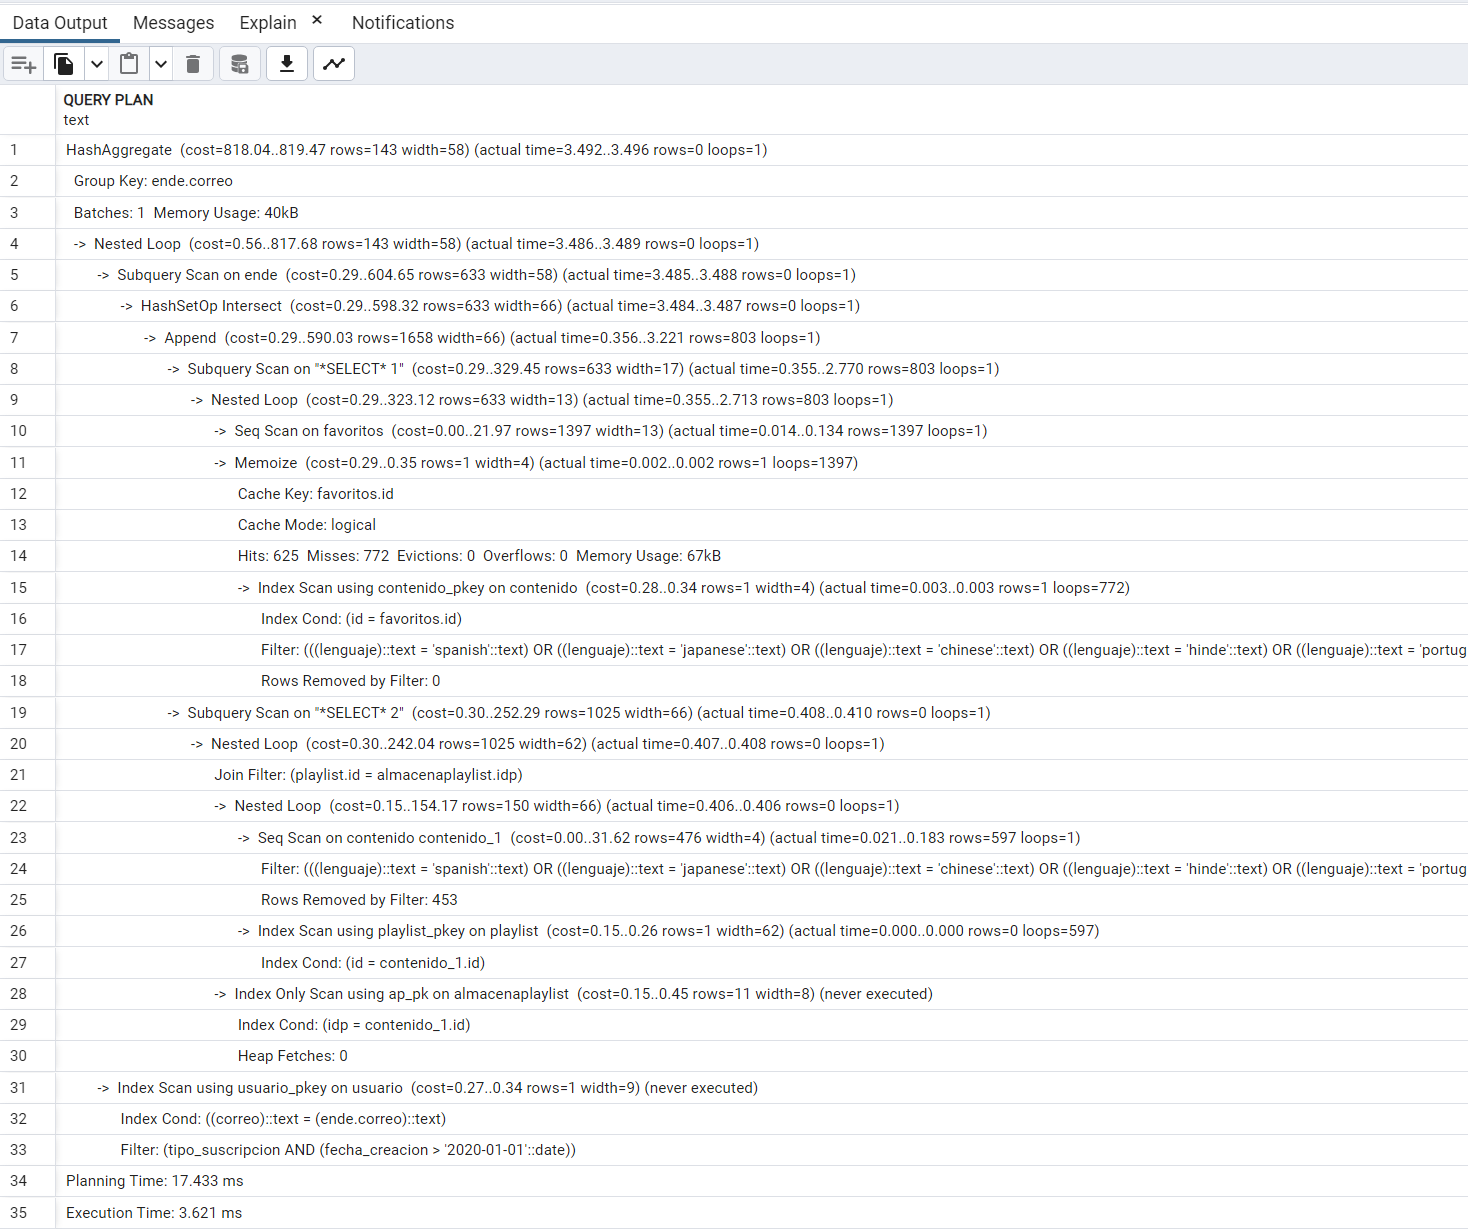 Data Output Messages Explain × Notifications
QUERY PLAN
text
1 HashAggregate (cost=818.04..819.47 rows=143 width=58) (actual time=3.492..3.496 rows=0 loops=1)
2 Group Key: ende.correo
3 Batches: 1 Memory Usage: 40kB
4 -> Nested Loop (cost=0.56..817.68 rows=143 width=58) (actual time=3.486..3.489 rows=0 loops=1)
5 -> Subquery Scan on ende (cost=0.29..604.65 rows=633 width=58) (actual time=3.485..3.488 rows=0 loops=1)
6 -> HashSetOp Intersect (cost=0.29..598.32 rows=633 width=66) (actual time=3.484..3.487 rows=0 loops=1)
7 -> Append (cost=0.29..590.03 rows=1658 width=66) (actual time=0.356..3.221 rows=803 loops=1)
8 -> Subquery Scan on "*SELECT* 1" (cost=0.29..329.45 rows=633 width=17) (actual time=0.355..2.770 rows=803 loops=1)
9 -> Nested Loop (cost=0.29..323.12 rows=633 width=13) (actual time=0.355..2.713 rows=803 loops=1)
10 -> Seq Scan on favoritos (cost=0.00..21.97 rows=1397 width=13) (actual time=0.014..0.134 rows=1397 loops=1)
11 -> Memoize (cost=0.29..0.35 rows=1 width=4) (actual time=0.002..0.002 rows=1 loops=1397)
12 Cache Key: favoritos.id
13 Cache Mode: logical
14 Hits: 625 Misses: 772 Evictions: 0 Overflows: 0 Memory Usage: 67kB
15 -> Index Scan using contenido_pkey on contenido (cost=0.28..0.34 rows=1 width=4) (actual time=0.003..0.003 rows=1 loops=772)
16 Index Cond: (id = favoritos.id)
17 Filter: (((lenguaje)::text = 'spanish'::text) OR ((lenguaje)::text = 'japanese'::text) OR ((lenguaje)::text = 'chinese'::text) OR ((lenguaje)::text = 'hinde'::text) OR ((lenguaje)::text = 'portug
18 Rows Removed by Filter: 0
19 -> Subquery Scan on "*SELECT* 2" (cost=0.30..252.29 rows=1025 width=66) (actual time=0.408..0.410 rows=0 loops=1)
20 -> Nested Loop (cost=0.30..242.04 rows=1025 width=62) (actual time=0.407..0.408 rows=0 loops=1)
21 Join Filter: (playlist.id = almacenaplaylist.idp)
22 -> Nested Loop (cost=0.15..154.17 rows=150 width=66) (actual time=0.406..0.406 rows=0 loops=1)
23 -> Seq Scan on contenido contenido_1 (cost=0.00..31.62 rows=476 width=4) (actual time=0.021..0.183 rows=597 loops=1)
24 Filter: (((lenguaje)::text = 'spanish'::text) OR ((lenguaje)::text = 'japanese'::text) OR ((lenguaje)::text = 'chinese'::text) OR ((lenguaje)::text = 'hinde'::text) OR ((lenguaje)::text = 'portug
25 Rows Removed by Filter: 453
26 -> Index Scan using playlist_pkey on playlist (cost=0.15..0.26 rows=1 width=62) (actual time=0.000..0.000 rows=0 loops=597)
27 Index Cond: (id = contenido_1.id)
28 -> Index Only Scan using ap_pk on almacenaplaylist (cost=0.15..0.45 rows=11 width=8) (never executed)
29 Index Cond: (idp = contenido_1.id)
30 Heap Fetches: 0
31 -> Index Scan using usuario_pkey on usuario (cost=0.27..0.34 rows=1 width=9) (never executed)
32 Index Cond: ((correo)::text = (ende.correo)::text)
33 Filter: (tipo_suscripcion AND (fecha_creacion > '2020-01-01'::date))
34 Planning Time: 17.433 ms
35 Execution Time: 3.621 ms